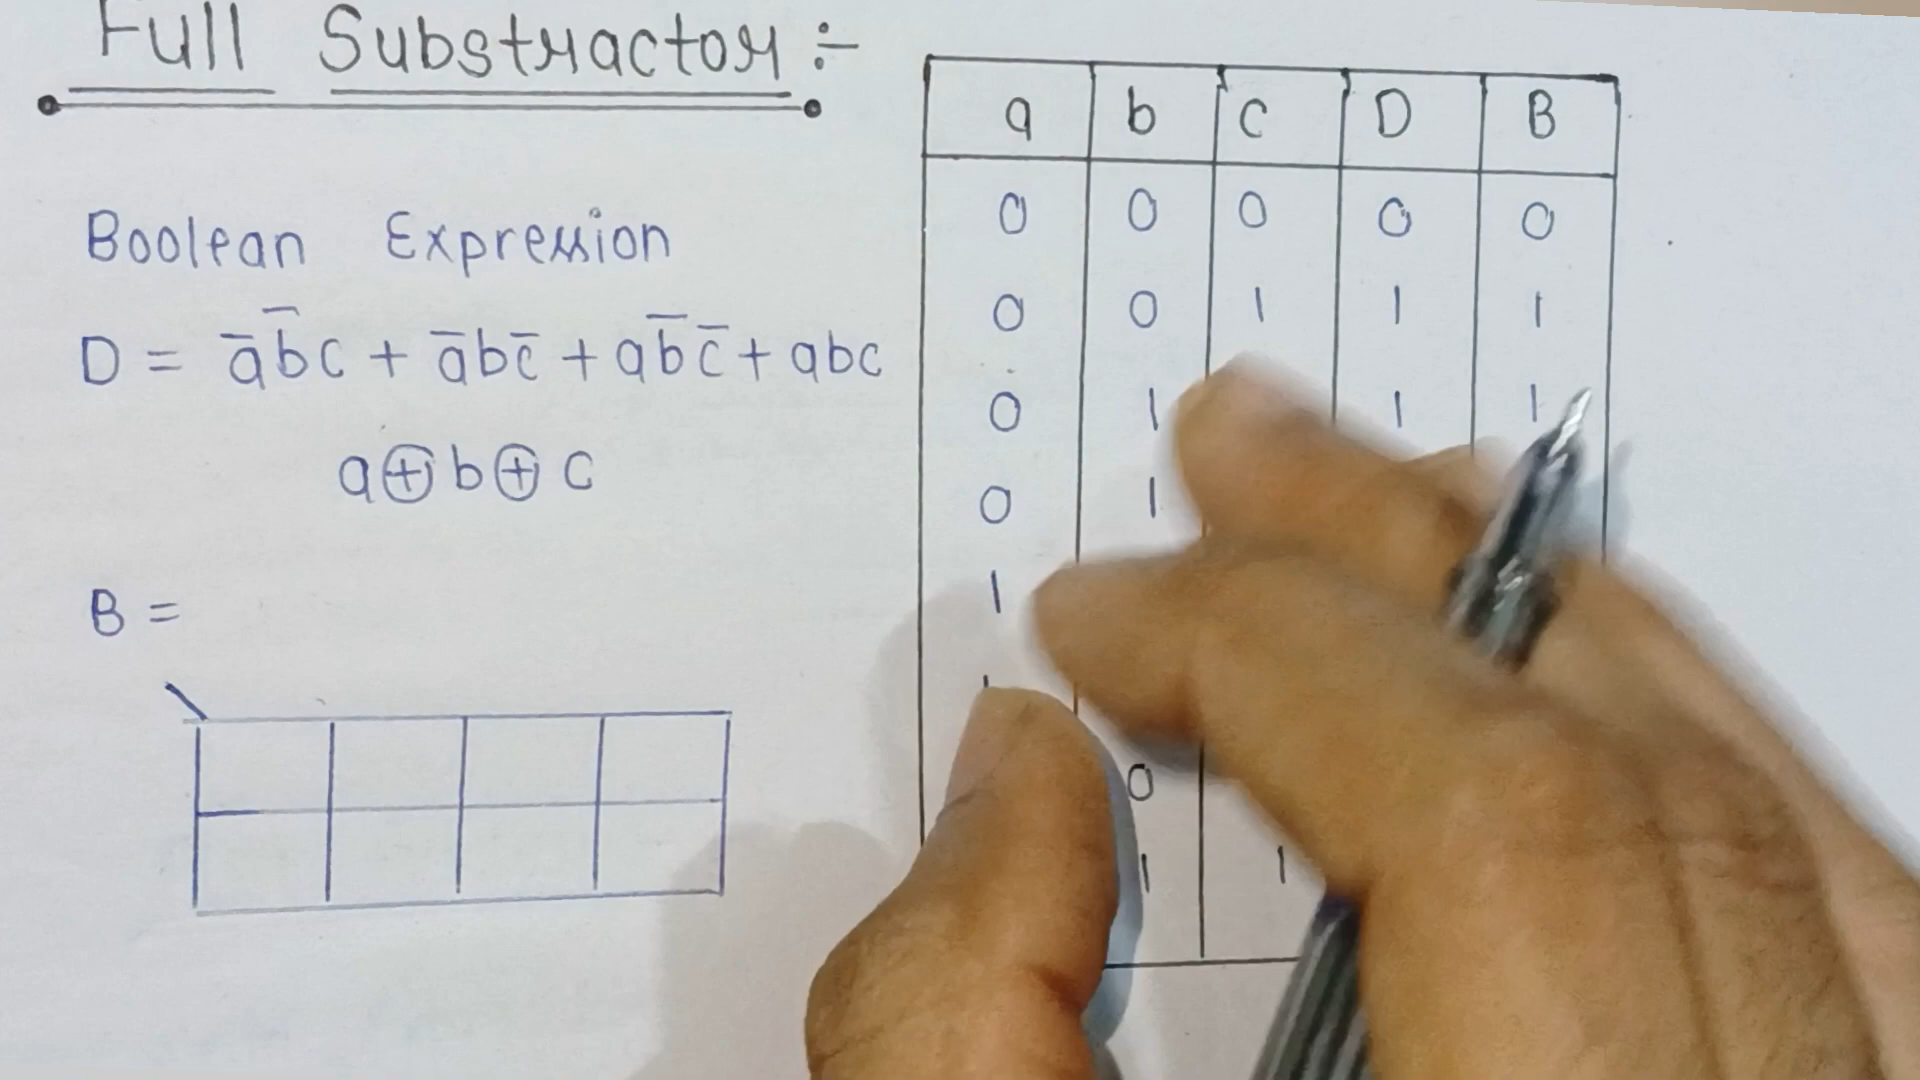 Full Substractor :-
Boolean Expression
D = a̅b̅c + a̅bc̅ + ab̅c̅ + abc
a⊕b⊕c
B =
a b c D B
0 0 0 0 0
0 0 1 1 1
0 1 1 1
0 1
1
0
1 1